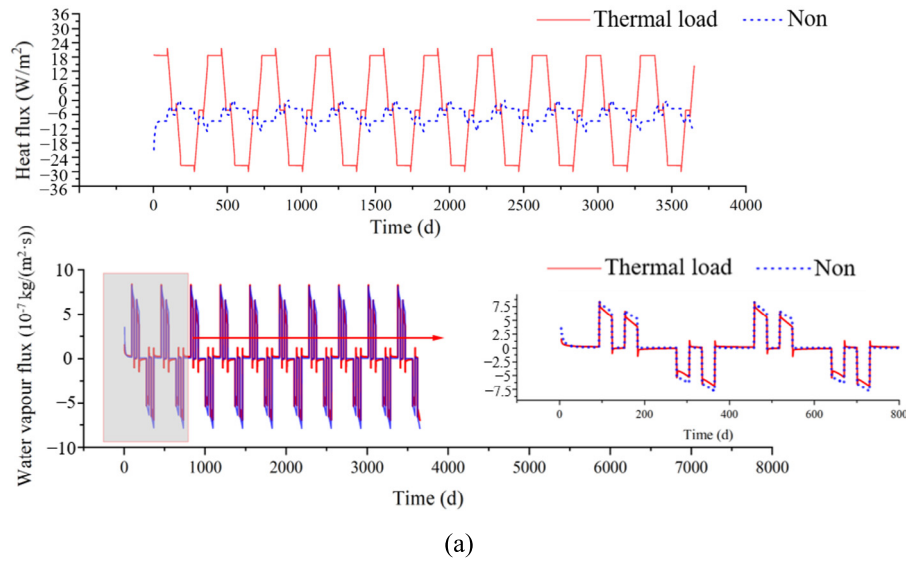 Thermal load Non
Heat flux (W/m²)
36
30
24
18
12
6
0
−6
−12
−18
−24
−30
−36
0 500 1000 1500 2000 2500 3000 3500 4000
Time (d)
Water vapour flux (10⁻⁷ kg/(m²·s))
10
5
0
−5
−10
0 1000 2000 3000 4000 5000 6000 7000 8000
Time (d)
Thermal load Non
7.5
5.0
2.5
0.0
−2.5
−5
−7.5
0 200 400 600 800
Time (d)
(a)